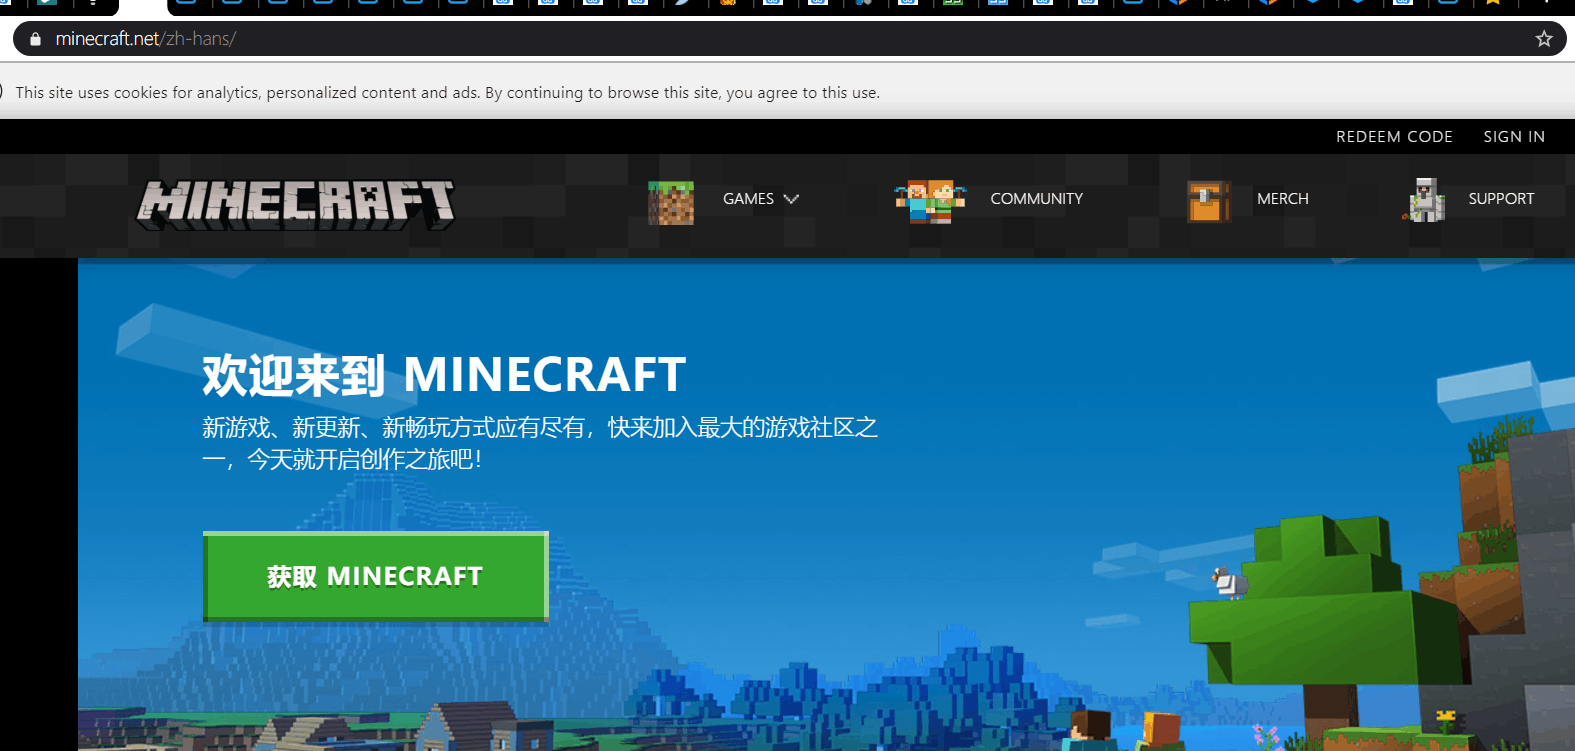 minecraft.net/zh-hans/
This site uses cookies for analytics, personalized content and ads. By continuing to browse this site, you agree to this use.
REDEEM CODE SIGN IN
MINECRAFT GAMES COMMUNITY MERCH SUPPORT
欢迎来到 MINECRAFT
新游戏、新更新、新畅玩方式应有尽有，快来加入最大的游戏社区之
一，今天就开启创作之旅吧！
获取 MINECRAFT